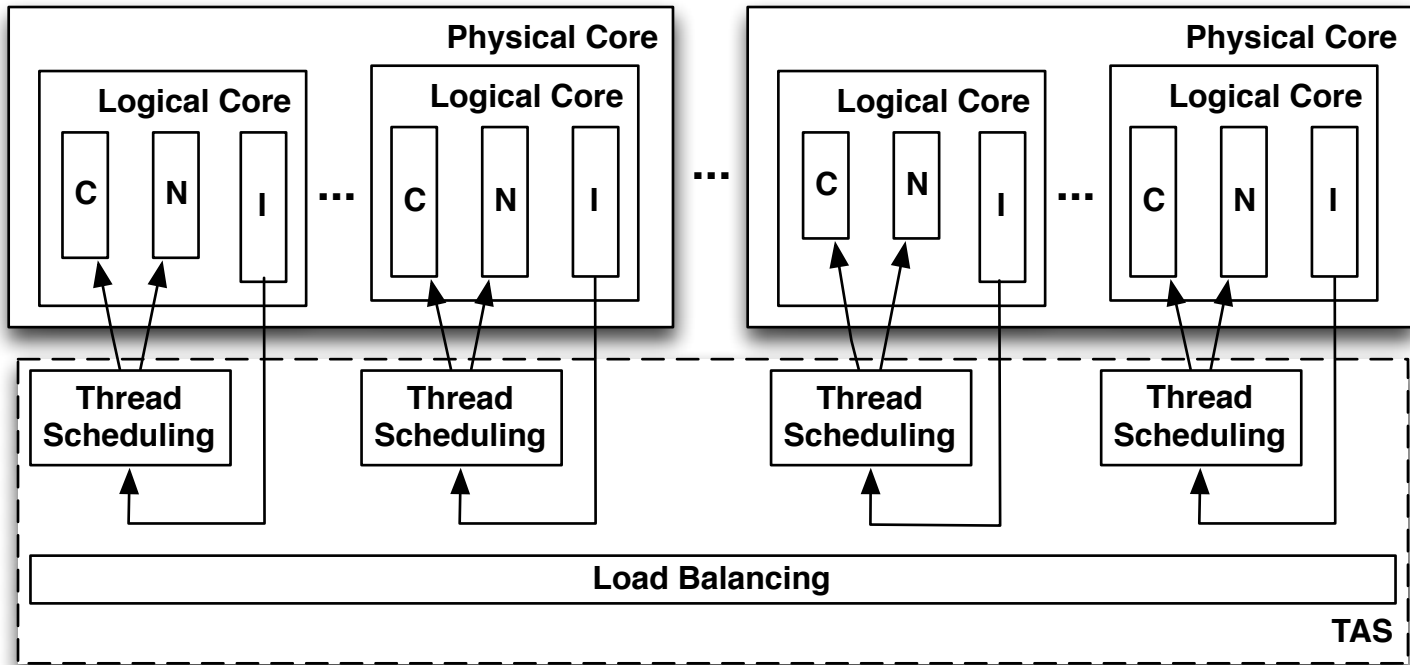 Physical Core
Physical Core
Logical Core
Logical Core
Logical Core
Logical Core
C
N
I
...
C
N
I
...
C
N
I
...
C
N
I
Thread
Scheduling
Thread
Scheduling
Thread
Scheduling
Thread
Scheduling
Load Balancing
TAS